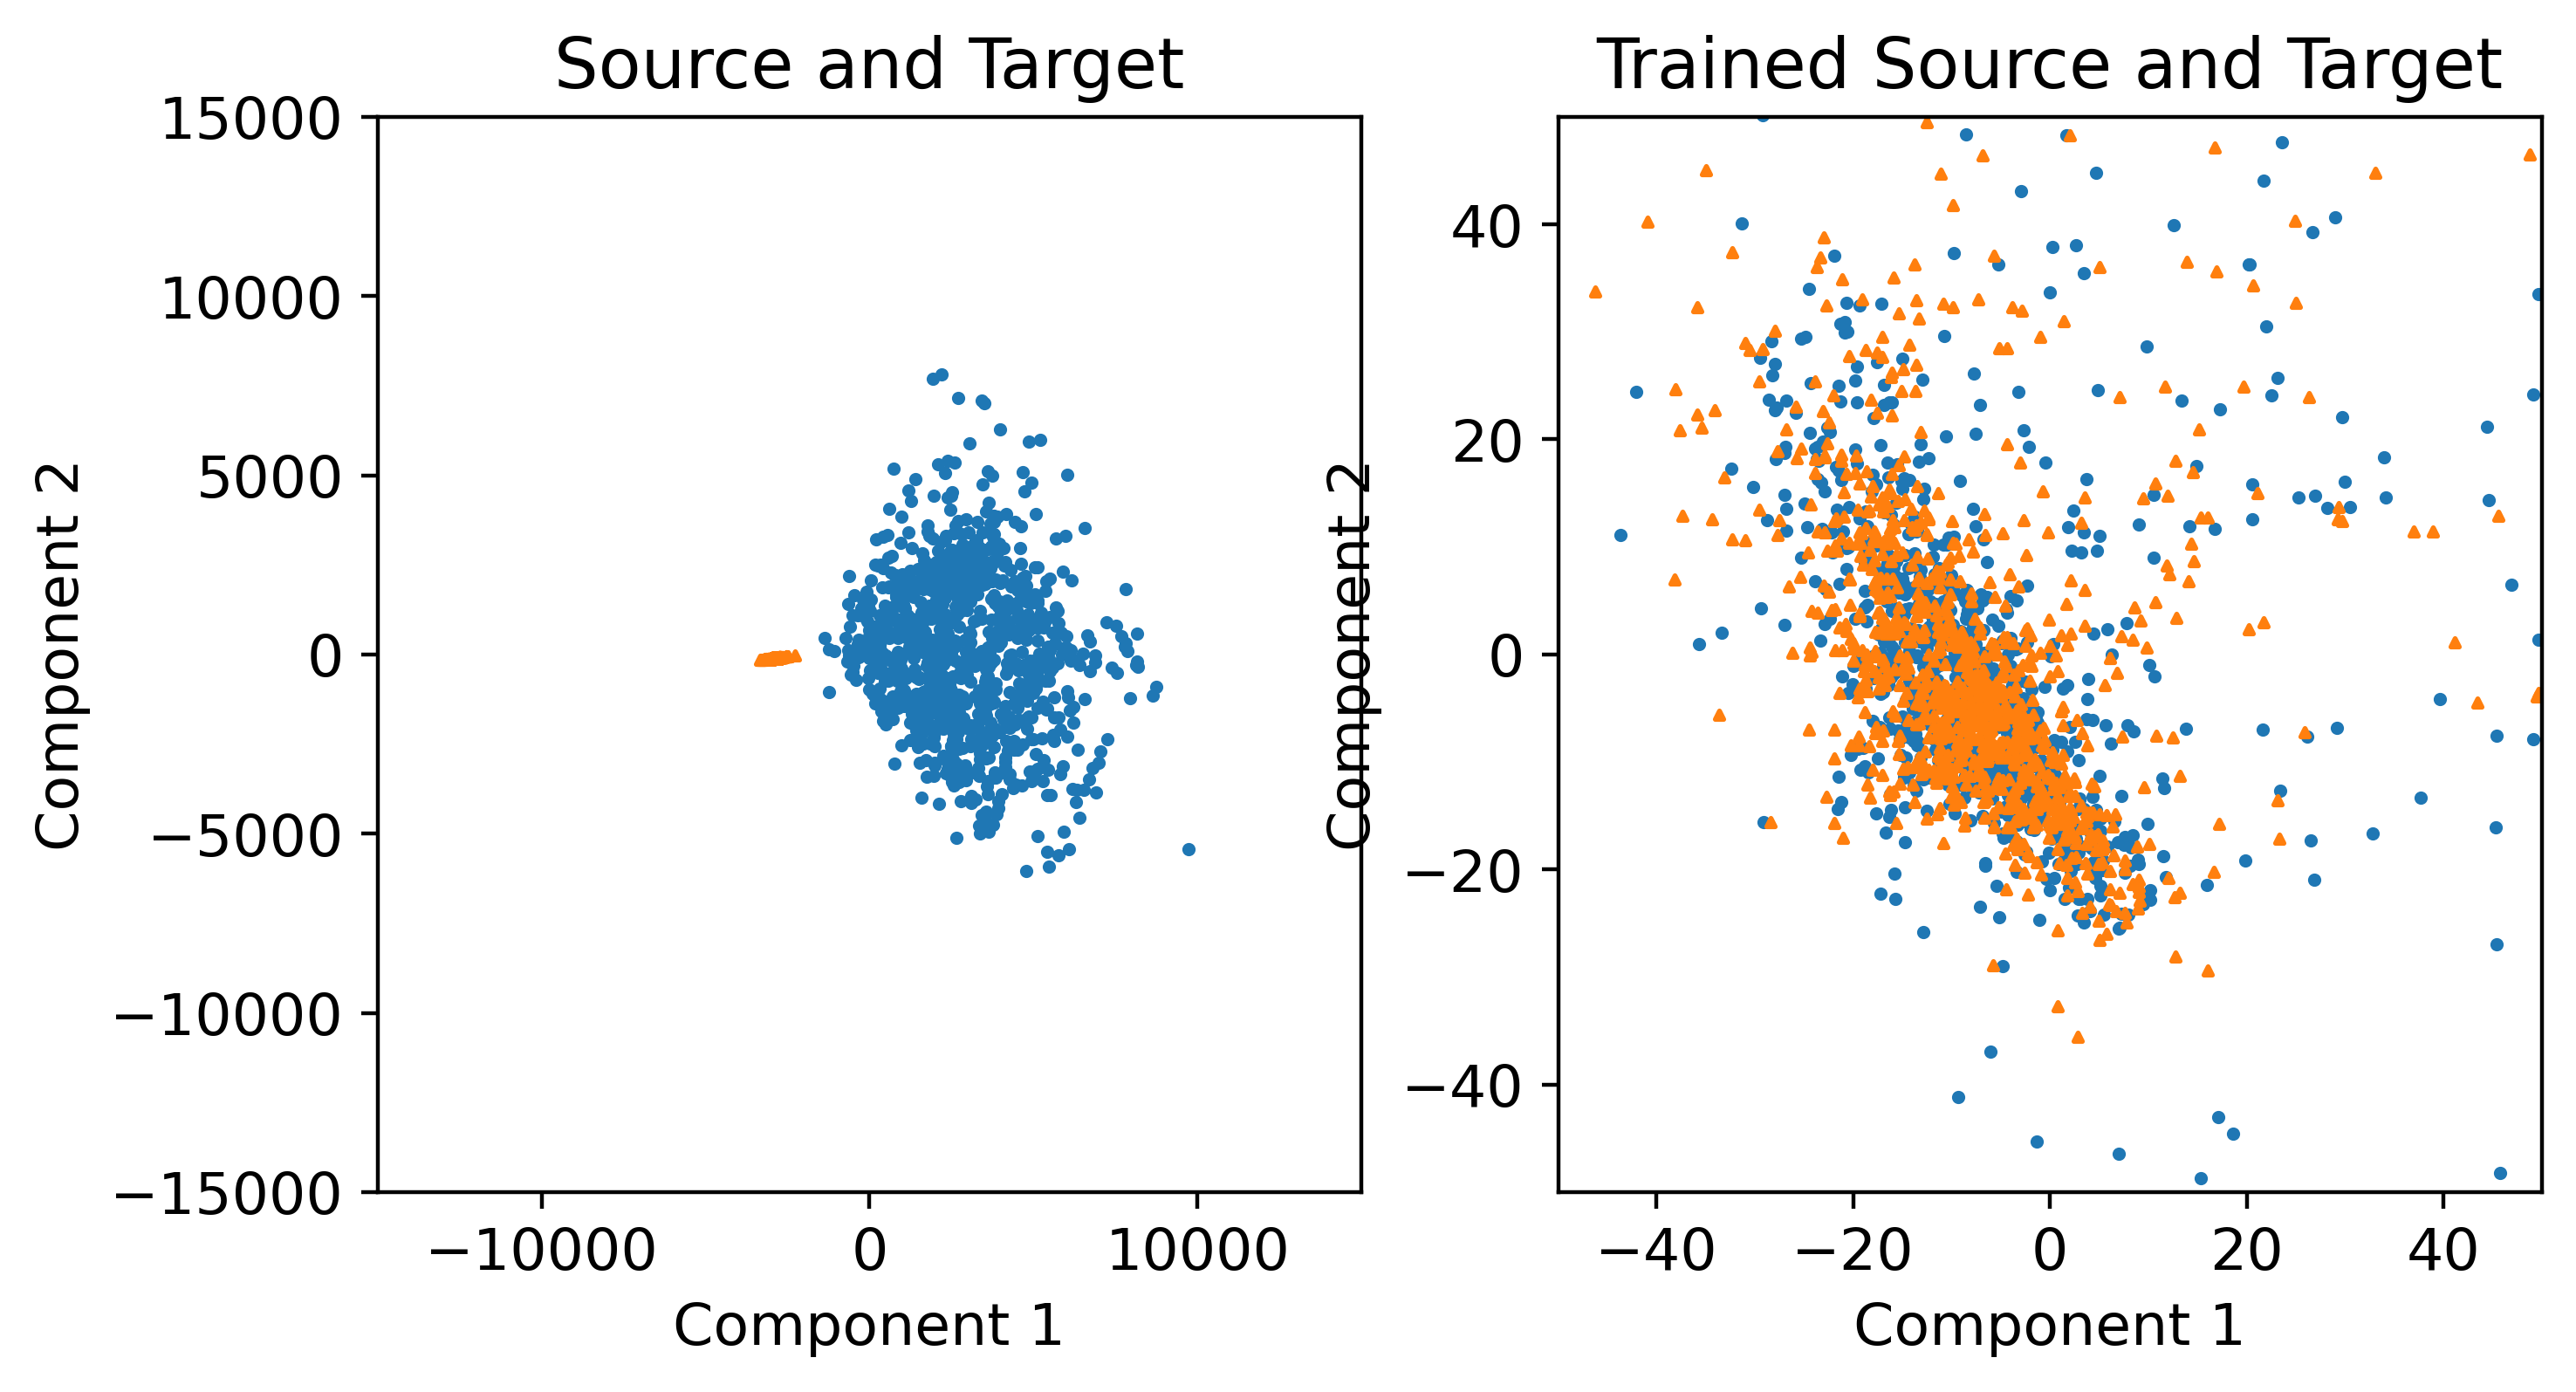 Source and Target
15000
10000
5000
0
−5000
−10000
−15000
Component 2
−10000 0 10000
Component 1
Trained Source and Target
40
20
0
−20
−40
Component 2
−40 −20 0 20 40
Component 1